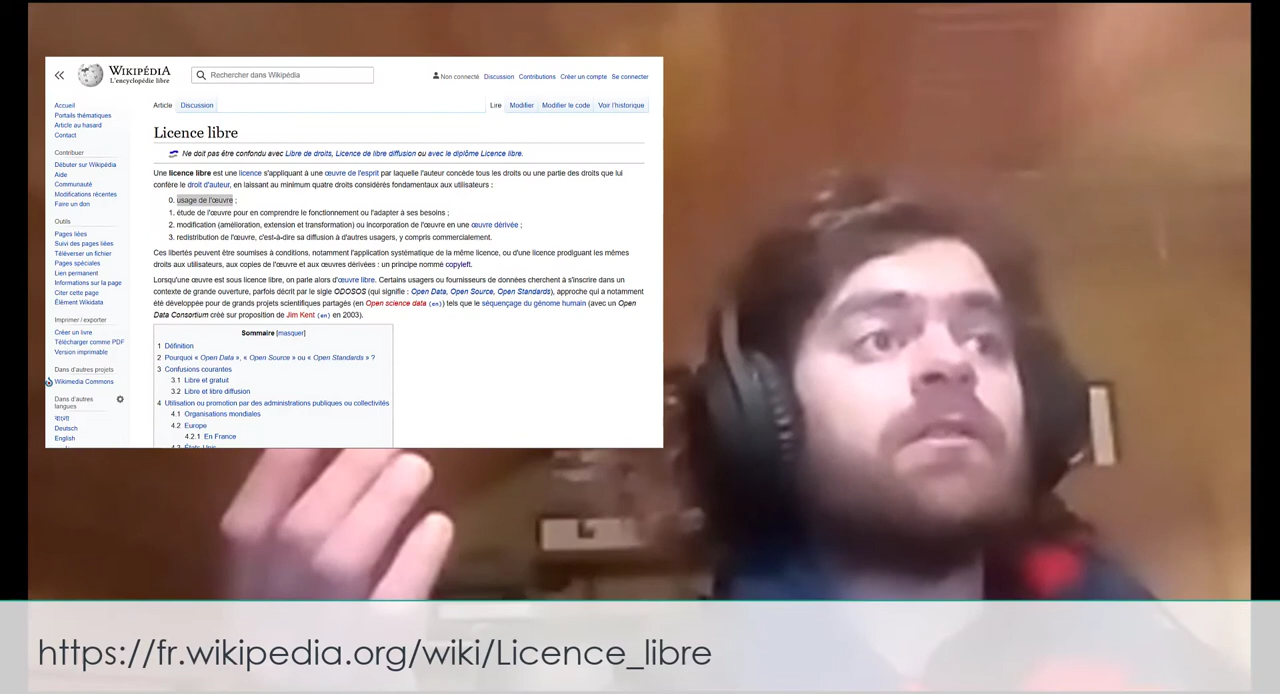 WIKIPÉDIA
L'encyclopédie libre
Rechercher dans Wikipédia
Non connecté Discussion Contributions Créer un compte Se connecter
Accueil
Portails thématiques
Article au hasard
Contact
Contribuer
Débuter sur Wikipédia
Aide
Communauté
Modifications récentes
Faire un don
Outils
Pages liées
Suivi des pages liées
Téléverser un fichier
Pages spéciales
Lien permanent
Informations sur la page
Citer cette page
Élément Wikidata
Imprimer / exporter
Créer un livre
Télécharger comme PDF
Version imprimable
Dans d'autres projets
Wikimedia Commons
Dans d'autres
langues
বাংলা
Deutsch
English
Article Discussion Lire Modifier Modifier le code Voir l'historique
Licence libre
Ne doit pas être confondu avec Libre de droits, Licence de libre diffusion ou avec le diplôme Licence libre.
Une licence libre est une licence s'appliquant à une œuvre de l'esprit par laquelle l'auteur concède tous les droits ou une partie des droits que lui
confère le droit d'auteur, en laissant au minimum quatre droits considérés fondamentaux aux utilisateurs :
0. usage de l'œuvre ;
1. étude de l'œuvre pour en comprendre le fonctionnement ou l'adapter à ses besoins ;
2. modification (amélioration, extension et transformation) ou incorporation de l'œuvre en une œuvre dérivée ;
3. redistribution de l'œuvre, c'est-à-dire sa diffusion à d'autres usagers, y compris commercialement.
Ces libertés peuvent être soumises à conditions, notamment l'application systématique de la même licence, ou d'une licence prodiguant les mêmes
droits aux utilisateurs, aux copies de l'œuvre et aux œuvres dérivées : un principe nommé copyleft.
Lorsqu'une œuvre est sous licence libre, on parle alors d'œuvre libre. Certains usagers ou fournisseurs de données cherchent à s'inscrire dans un
contexte de grande ouverture, parfois décrit par le sigle ODOSOS (qui signifie : Open Data, Open Source, Open Standards), approche qui a notamment
été développée pour de grands projets scientifiques partagés (en Open science data (en)) tels que le séquençage du génome humain (avec un Open
Data Consortium créé sur proposition de Jim Kent (en) en 2003).
Sommaire [masquer]
1 Définition
2 Pourquoi « Open Data », « Open Source » ou « Open Standards » ?
3 Confusions courantes
3.1 Libre et gratuit
3.2 Libre et libre diffusion
4 Utilisation ou promotion par des administrations publiques ou collectivités
4.1 Organisations mondiales
4.2 Europe
4.2.1 En France
https://fr.wikipedia.org/wiki/Licence_libre